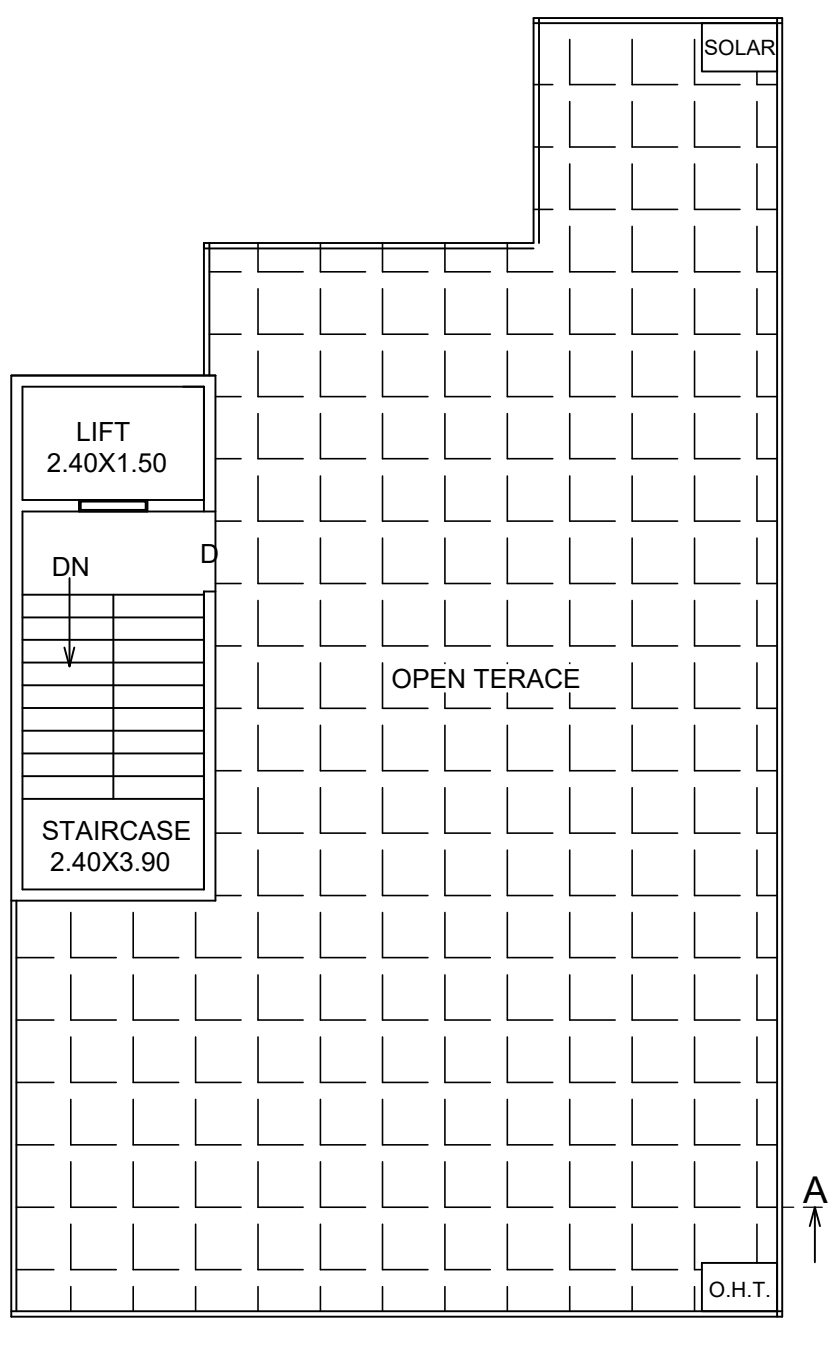 SOLAR
LIFT
2.40X1.50
D
DN
OPEN TERACE
STAIRCASE
2.40X3.90
A
O.H.T.